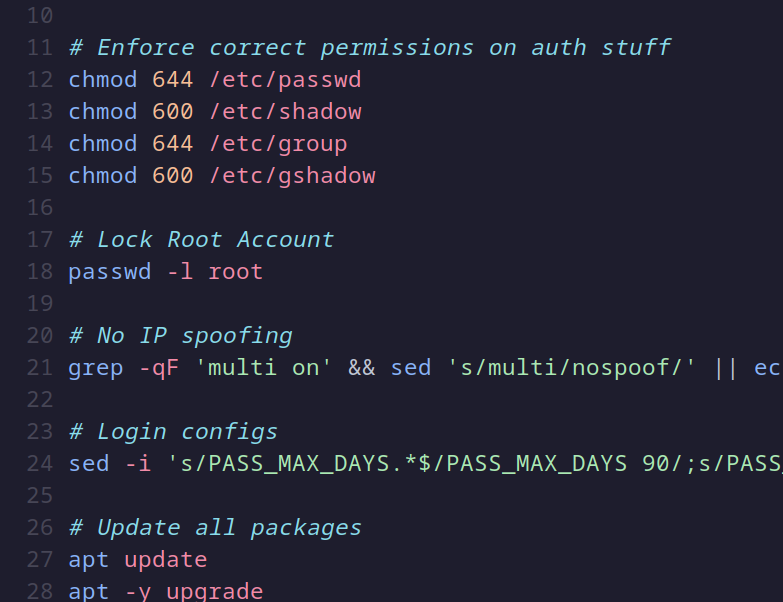 10
11 # Enforce correct permissions on auth stuff
12 chmod 644 /etc/passwd
13 chmod 600 /etc/shadow
14 chmod 644 /etc/group
15 chmod 600 /etc/gshadow
16
17 # Lock Root Account
18 passwd -l root
19
20 # No IP spoofing
21 grep -qF 'multi on' && sed 's/multi/nospoof/' || ec
22
23 # Login configs
24 sed -i 's/PASS_MAX_DAYS.*$/PASS_MAX_DAYS 90/;s/PASS_
25
26 # Update all packages
27 apt update
28 apt -y upgrade